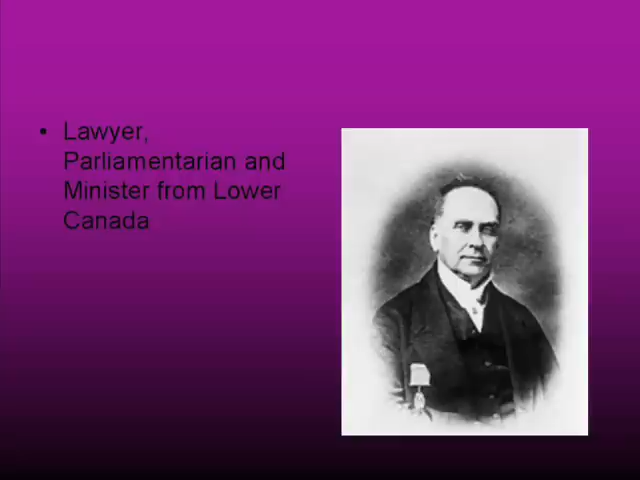 • Lawyer,
Parliamentarian and
Minister from Lower
Canada